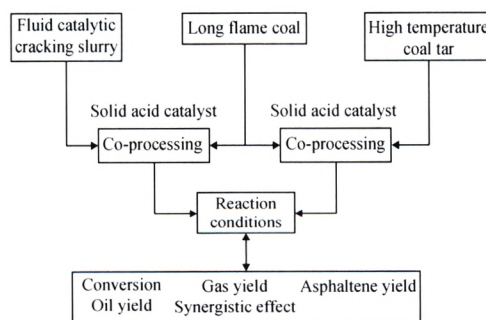 Fluid catalytic
cracking slurry
Long flame coal
High temperature
coal tar
Solid acid catalyst
Solid acid catalyst
Co-processing
Co-processing
Reaction
conditions
Conversion Gas yield Asphaltene yield
Oil yield Synergistic effect